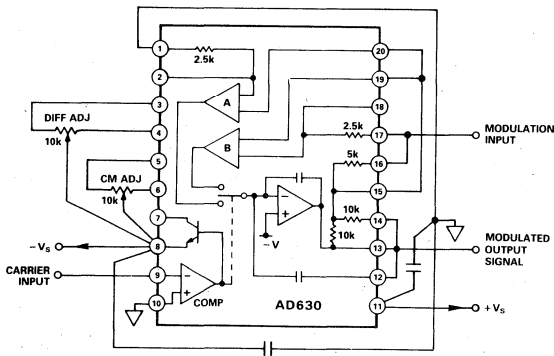 1
2.5k
20
2
19
A
3
18
DIFF ADJ
2.5k
17
MODULATION
INPUT
10k
4
B
5k
16
5
15
CM ADJ
10k
6
10k
14
7
10k
−V
13
MODULATED
OUTPUT
SIGNAL
−VS
8
12
CARRIER
INPUT
9
10
COMP
AD630
11
+VS
−
+
−
+